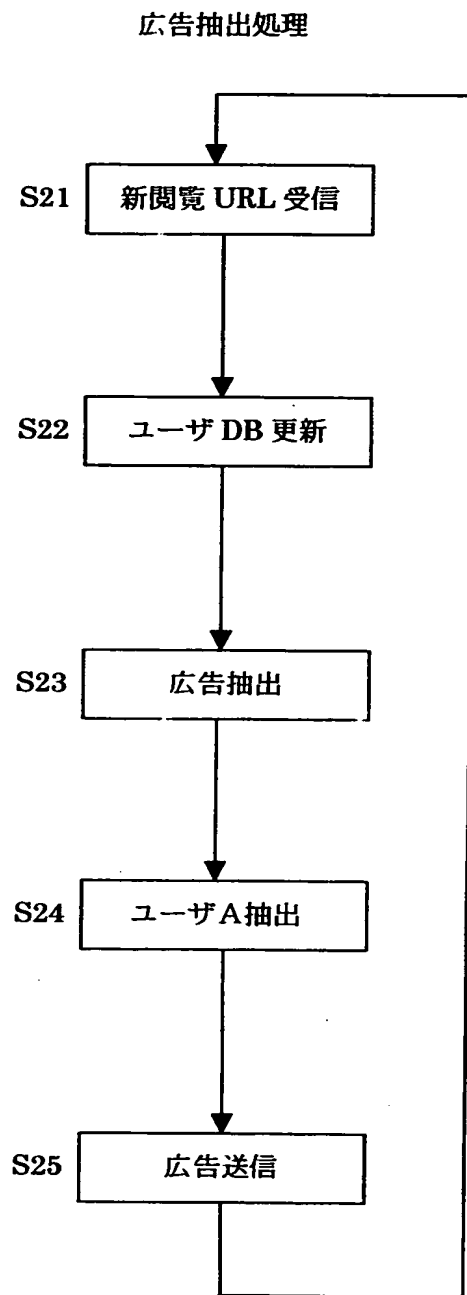 広告抽出処理
S21 新閲覧 URL 受信
S22 ユーザ DB 更新
S23 広告抽出
S24 ユーザA抽出
S25 広告送信